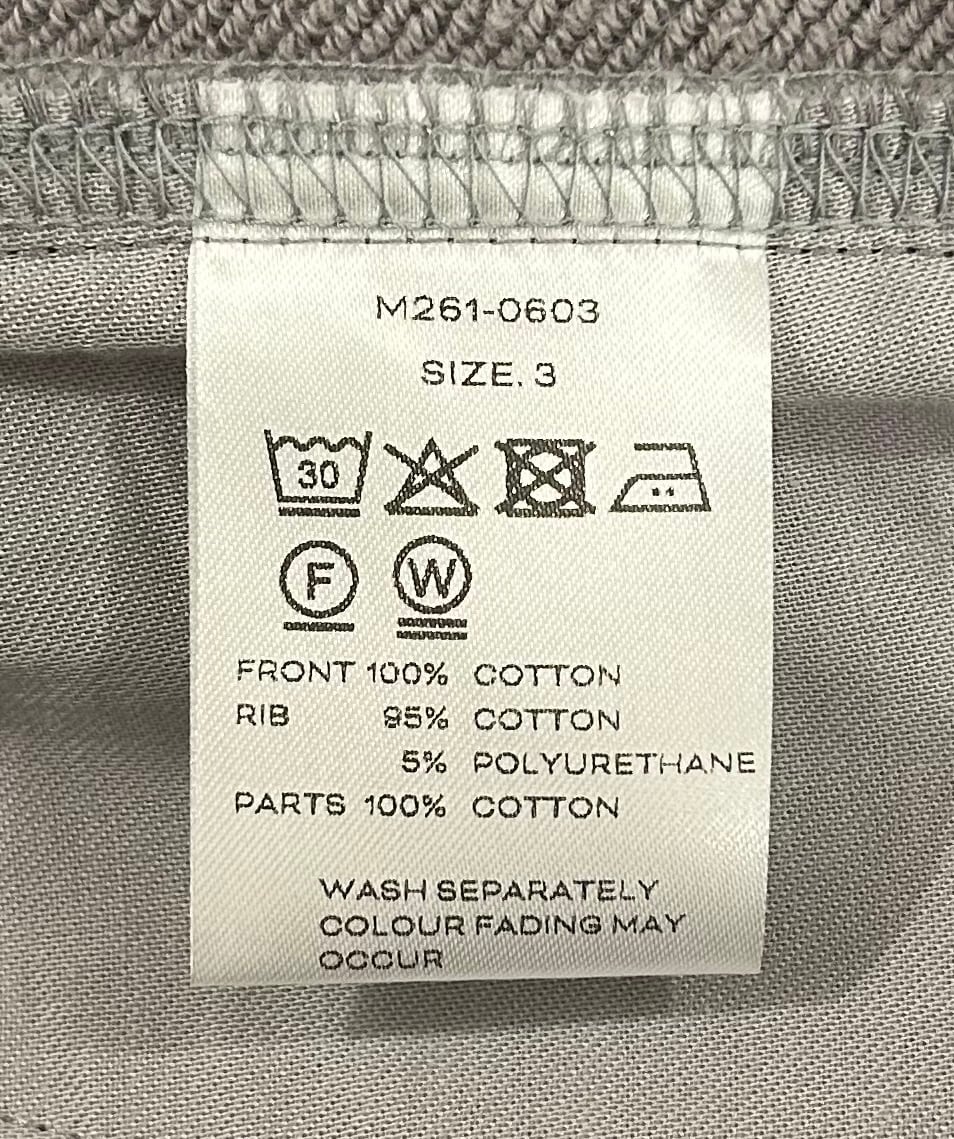 M261-0603
SIZE. 3
30
F W
FRONT 100% COTTON
RIB 95% COTTON
5% POLYURETHANE
PARTS 100% COTTON
WASH SEPARATELY
COLOUR FADING MAY
OCCUR